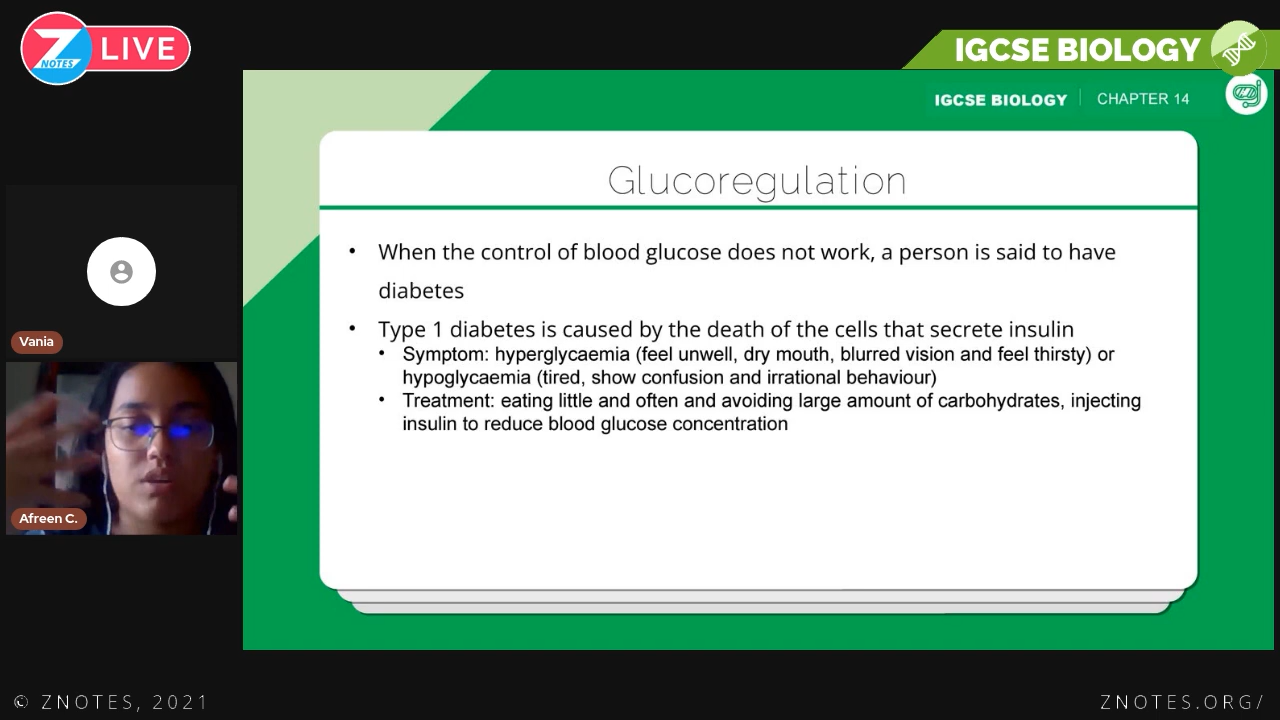 Z NOTES LIVE
IGCSE BIOLOGY
IGCSE BIOLOGY CHAPTER 14
Glucoregulation
• When the control of blood glucose does not work, a person is said to have
diabetes
• Type 1 diabetes is caused by the death of the cells that secrete insulin
• Symptom: hyperglycaemia (feel unwell, dry mouth, blurred vision and feel thirsty) or
hypoglycaemia (tired, show confusion and irrational behaviour)
• Treatment: eating little and often and avoiding large amount of carbohydrates, injecting
insulin to reduce blood glucose concentration
Vania
Afreen C.
© ZNOTES, 2021
ZNOTES.ORG/